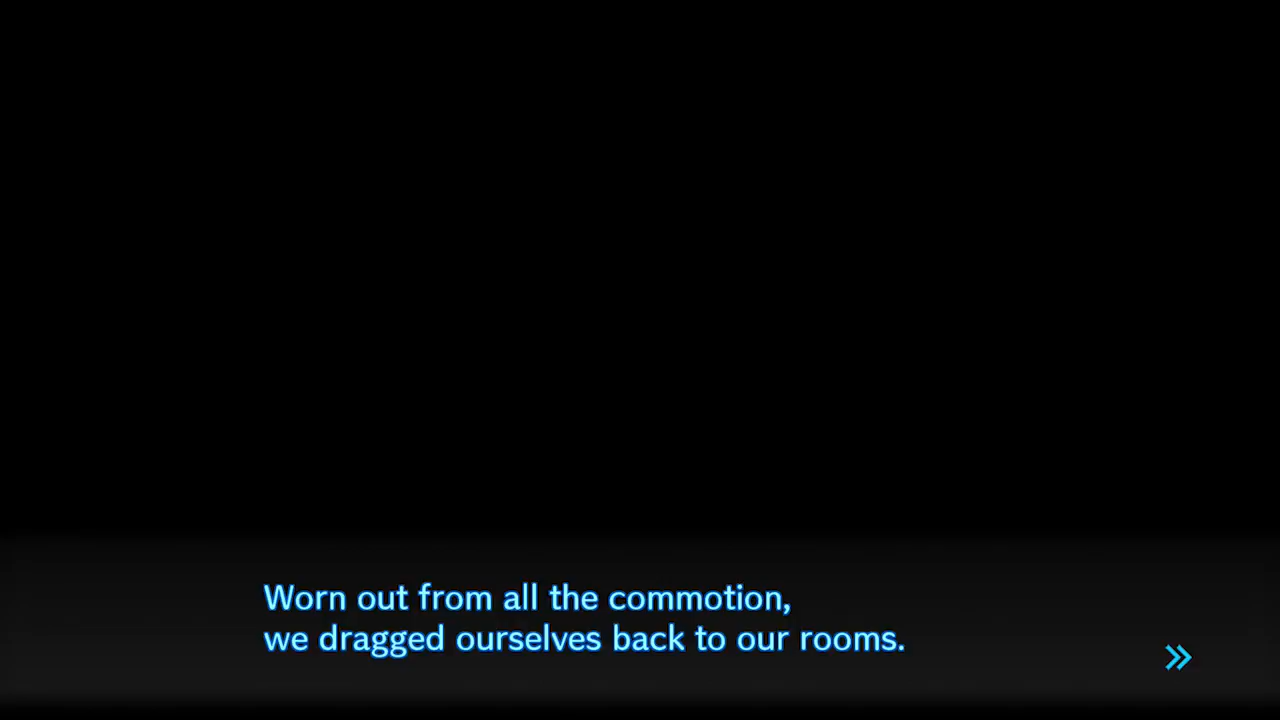 Worn out from all the commotion,
we dragged ourselves back to our rooms.